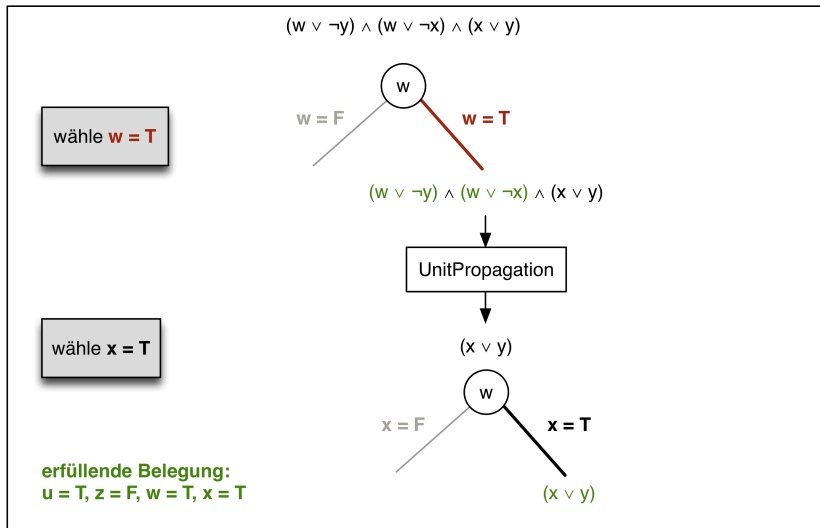 (w ∨ ¬y) ∧ (w ∨ ¬x) ∧ (x ∨ y)
w
w = F
w = T
wähle w = T
(w ∨ ¬y) ∧ (w ∨ ¬x) ∧ (x ∨ y)
UnitPropagation
wähle x = T
(x ∨ y)
w
x = F
x = T
erfüllende Belegung:
u = T, z = F, w = T, x = T
(x ∨ y)